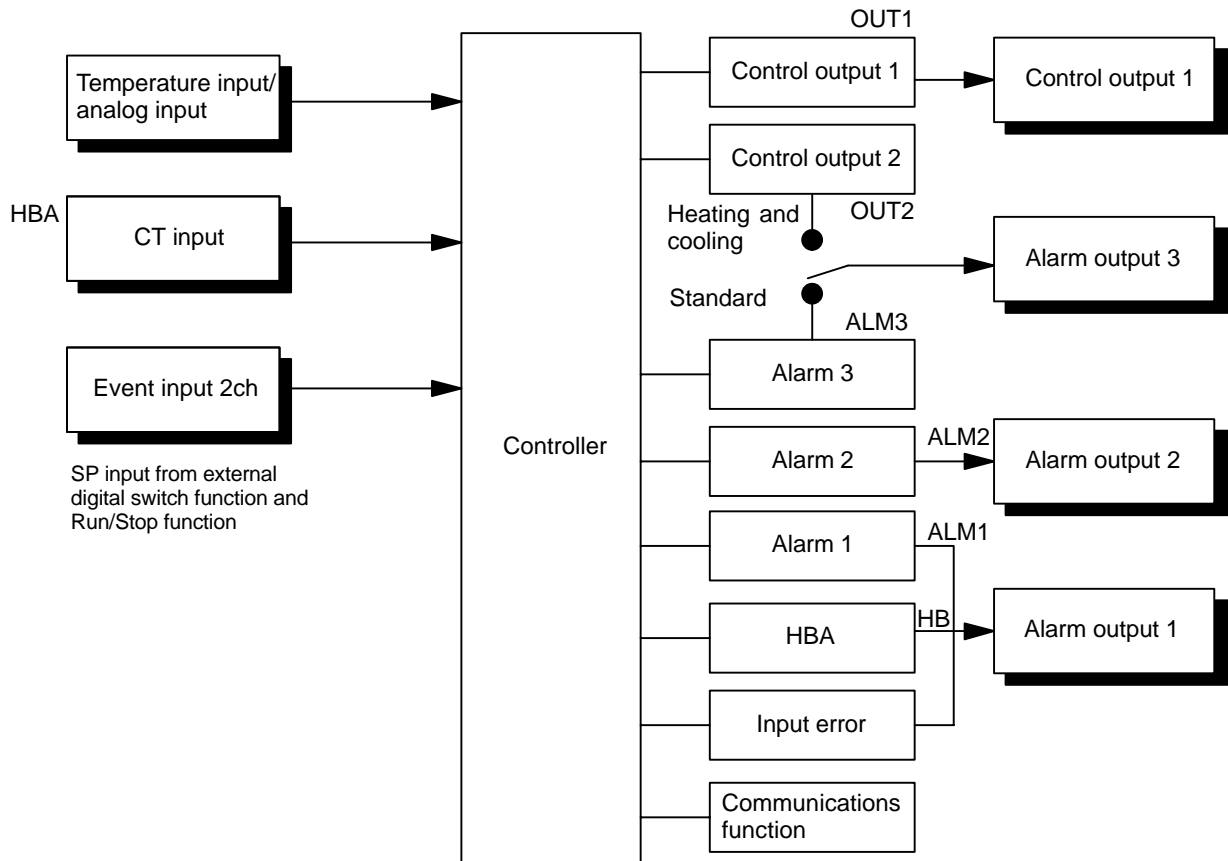 Temperature input/
analog input
HBA
CT input
Event input 2ch
SP input from external
digital switch function and
Run/Stop function
Controller
OUT1
Control output 1
Control output 1
Control output 2
Heating and
cooling
OUT2
Alarm output 3
Standard
ALM3
Alarm 3
Alarm 2
ALM2
Alarm output 2
Alarm 1
ALM1
HBA
HB
Alarm output 1
Input error
Communications
function